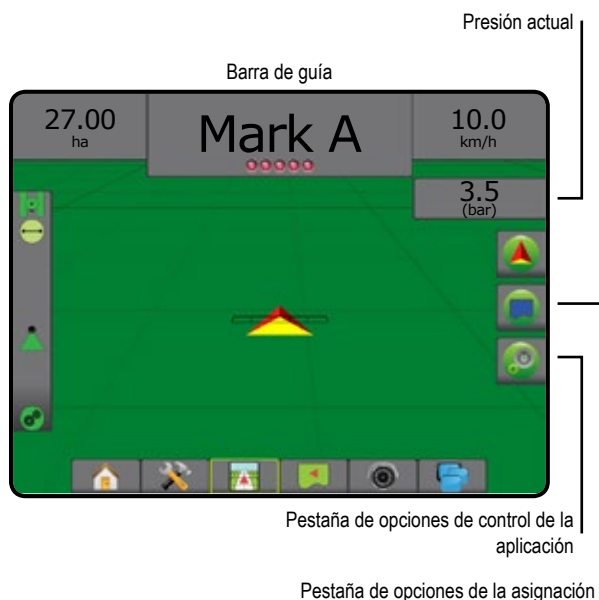 Presión actual
Barra de guía
27.00
ha
Mark A
10.0
km/h
3.5
(bar)
Pestaña de opciones de control de la
aplicación
Pestaña de opciones de la asignación